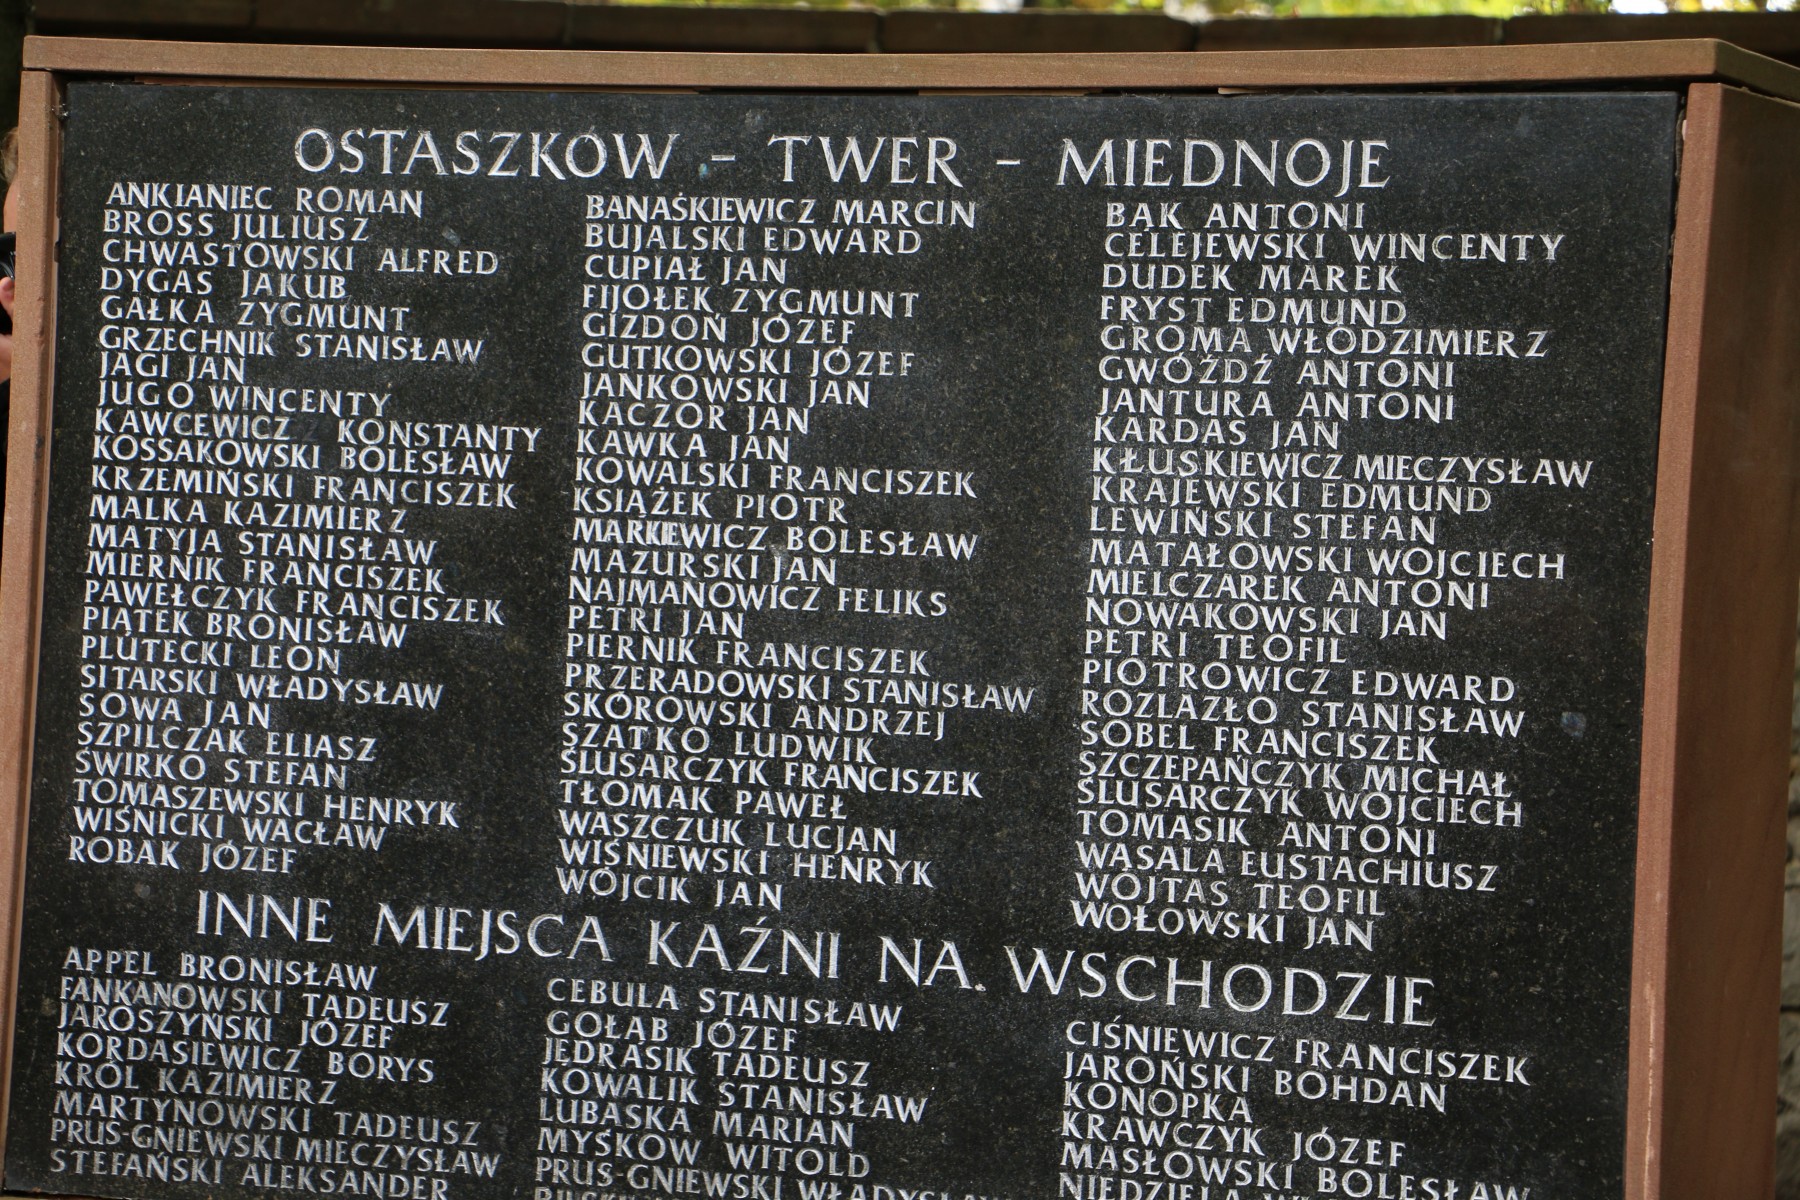 OSTASZKÓW - TWER - MIEDNOJE
ANKIANIEC ROMAN
BROSS JULIUSZ
CHWASTOWSKI ALFRED
DYGAS JAKUB
GAŁKA ZYGMUNT
GRZECHNIK STANISŁAW
JAGI JAN
JUGO WINCENTY
KAWCEWICZ KONSTANTY
KOSSAKOWSKI BOLESŁAW
KRZEMIŃSKI FRANCISZEK
MALKA KAZIMIERZ
MATYJA STANISŁAW
MIERNIK FRANCISZEK
PAWEŁCZYK FRANCISZEK
PIĄTEK BRONISŁAW
PLUTECKI LEON
SITARSKI WŁADYSŁAW
SOWA JAN
SZPILCZAK ELIASZ
ŚWIRKO STEFAN
TOMASZEWSKI HENRYK
WIŚNICKI WACŁAW
ROBAK JÓZEF
BANAŚKIEWICZ MARCIN
BUJALSKI EDWARD
CUPIAŁ JAN
FIJOŁEK ZYGMUNT
GIZDOŃ JÓZEF
GUTKOWSKI JÓZEF
JANKOWSKI JAN
KACZOR JAN
KAWKA JAN
KOWALSKI FRANCISZEK
KSIĄŻEK PIOTR
MARKIEWICZ BOLESŁAW
MAZURSKI JAN
NAJMANOWICZ FELIKS
PETRI JAN
PIERNIK FRANCISZEK
PRZERADOWSKI STANISŁAW
SKÓROWSKI ANDRZEJ
SZATKO LUDWIK
ŚLUSARCZYK FRANCISZEK
TŁOMAK PAWEŁ
WASZCZUK LUCJAN
WIŚNIEWSKI HENRYK
WÓJCIK JAN
BĄK ANTONI
CELEJEWSKI WINCENTY
DUDEK MAREK
FRYST EDMUND
GROMA WŁODZIMIERZ
GWÓŹDŹ ANTONI
JANTURA ANTONI
KARDAS JAN
KŁUSKIEWICZ MIECZYSŁAW
KRAJEWSKI EDMUND
LEWIŃSKI STEFAN
MATAŁOWSKI WOJCIECH
MIELCZAREK ANTONI
NOWAKOWSKI JAN
PETRI TEOFIL
PIOTROWICZ EDWARD
ROZLAZŁO STANISŁAW
SOBEL FRANCISZEK
SZCZEPAŃCZYK MICHAŁ
ŚLUSARCZYK WOJCIECH
TOMASIK ANTONI
WĄSALA EUSTACHIUSZ
WÓJTAS TEOFIL
WOŁOWSKI JAN
INNE MIEJSCA KAŹNI NA WSCHODZIE
APPEL BRONISŁAW
FANKANOWSKI TADEUSZ
JAROSZYŃSKI JÓZEF
KORDASIEWICZ BORYS
KRÓL KAZIMIERZ
MARTYNOWSKI TADEUSZ
PRUS-GNIEWSKI MIECZYSŁAW
STEFAŃSKI ALEKSANDER
CEBULA STANISŁAW
GOŁĄB JÓZEF
JĘDRASIK TADEUSZ
KOWALIK STANISŁAW
LUBASKA MARIAN
MYŚKÓW WITOLD
PRUS-GNIEWSKI WŁADYSŁAW
CIŚNIEWICZ FRANCISZEK
JAROŃSKI BOHDAN
KONOPKA
KRAWCZYK JÓZEF
MASŁOWSKI BOLESŁAW
NIEDZIELA